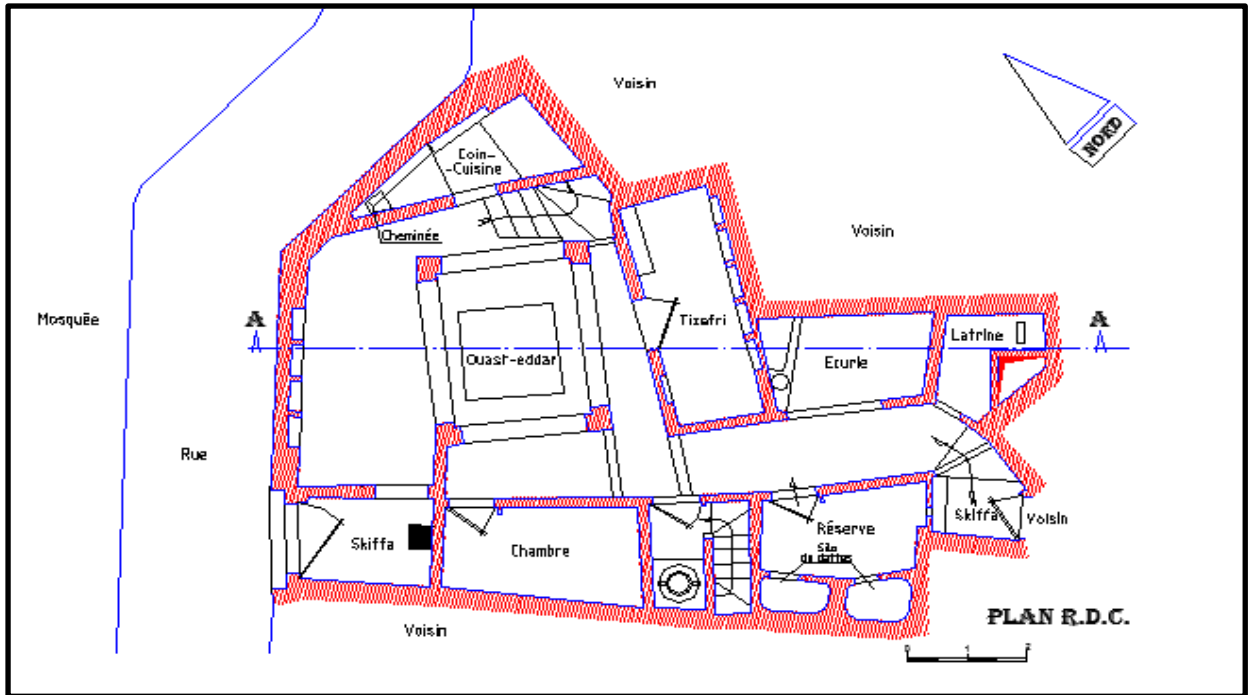 Voisin
NORD
Coin-
-Cuisine
Cheminée
Voisin
Mosquée
A
A
Tizefri
Latrine
Ouast-eddar
Ecurie
Rue
Skiffa
Voisin
Réserve
Silo
de dattes
Skiffa
Chambre
Voisin
PLAN R.D.C.
0 1 2